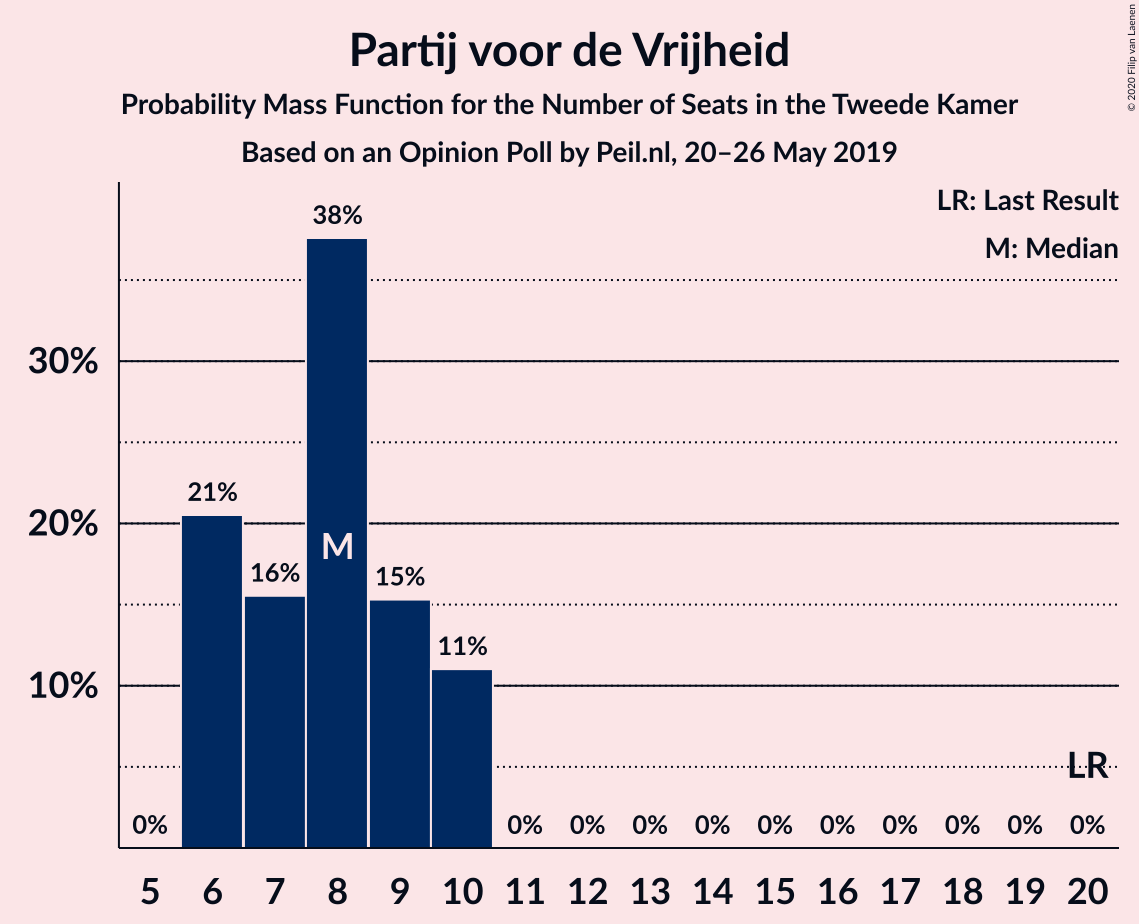 Partij voor de Vrijheid
Probability Mass Function for the Number of Seats in the Tweede Kamer
Based on an Opinion Poll by Peil.nl, 20–26 May 2019
© 2020 Filip van Laenen
LR: Last Result
M: Median
30%
20%
10%
0%
21%
16%
38%
M
15%
11%
0%
0%
0%
0%
0%
0%
0%
0%
0%
0%
LR
5 6 7 8 9 10 11 12 13 14 15 16 17 18 19 20